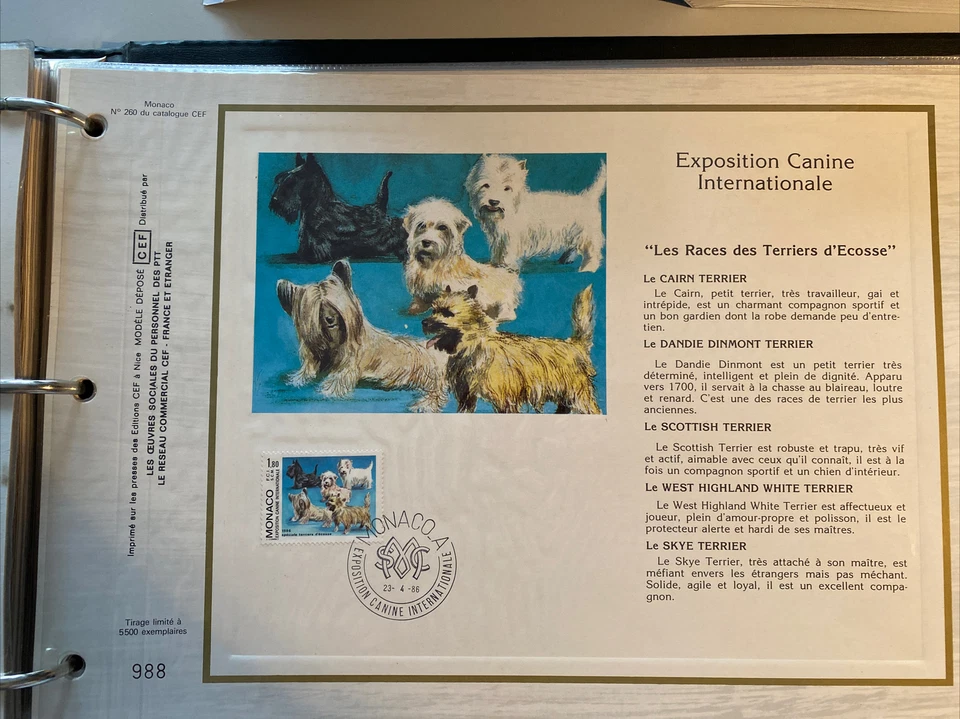 Monaco
N° 260 du catalogue CEF
Imprimé sur les presses des Editions CEF à Nice MODÈLE DÉPOSÉ CEF Distribué par
LES ŒUVRES SOCIALES DU PERSONNEL DES PTT
LE RESEAU COMMERCIAL CEF - FRANCE ET ETRANGER
Tirage limité à
5500 exemplaires
988
1,80
MONACO
EXPOSITION CANINE INTERNATIONALE
spéciale terriers d'écosse
MONACO_A
23- 4 -86
EXPOSITION CANINE INTERNATIONALE
Exposition Canine
Internationale
“Les Races des Terriers d'Ecosse”
Le CAIRN TERRIER
Le Cairn, petit terrier, très travailleur, gai et
intrépide, est un charmant compagnon sportif et
un bon gardien dont la robe demande peu d'entre-
tien.
Le DANDIE DINMONT TERRIER
Le Dandie Dinmont est un petit terrier très
déterminé, intelligent et plein de dignité. Apparu
vers 1700, il servait à la chasse au blaireau, loutre
et renard. C'est une des races de terrier les plus
anciennes.
Le SCOTTISH TERRIER
Le Scottish Terrier est robuste et trapu, très vif
et actif, aimable avec ceux qu'il connaît, il est à la
fois un compagnon sportif et un chien d'intérieur.
Le WEST HIGHLAND WHITE TERRIER
Le West Highland White Terrier est affectueux et
joueur, plein d'amour-propre et polisson, il est le
protecteur alerte et hardi de ses maîtres.
Le SKYE TERRIER
Le Skye Terrier, très attaché à son maître, est
méfiant envers les étrangers mais pas méchant.
Solide, agile et loyal, il est un excellent compa-
gnon.